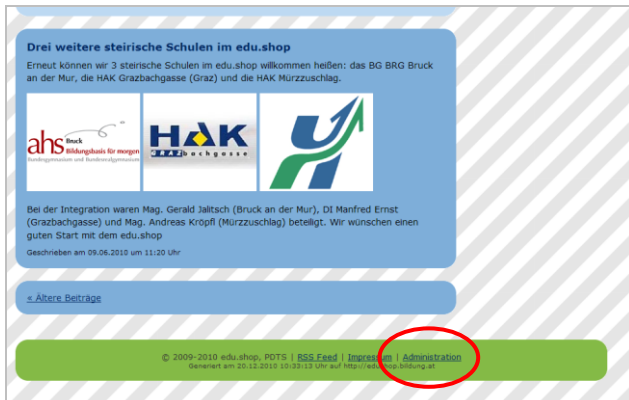 Drei weitere steirische Schulen im edu.shop
Erneut können wir 3 steirische Schulen im edu.shop willkommen heißen: das BG BRG Bruck
an der Mur, die HAK Grazbachgasse (Graz) und die HAK Mürzzuschlag.
ahs Bruck
Bildungsbasis für morgen
Bundesgymnasium und Bundesrealgymnasium
HAK
GRAZbachgasse
Bei der Integration waren Mag. Gerald Jalitsch (Bruck an der Mur), DI Manfred Ernst
(Grazbachgasse) und Mag. Andreas Kröpfl (Mürzzuschlag) beteiligt. Wir wünschen einen
guten Start mit dem edu.shop
Geschrieben am 09.06.2010 um 11:20 Uhr
« Ältere Beiträge
© 2009-2010 edu.shop, PDTS | RSS Feed | Impressum | Administration
Generiert am 20.12.2010 10:33:13 Uhr auf http://edushop.bildung.at